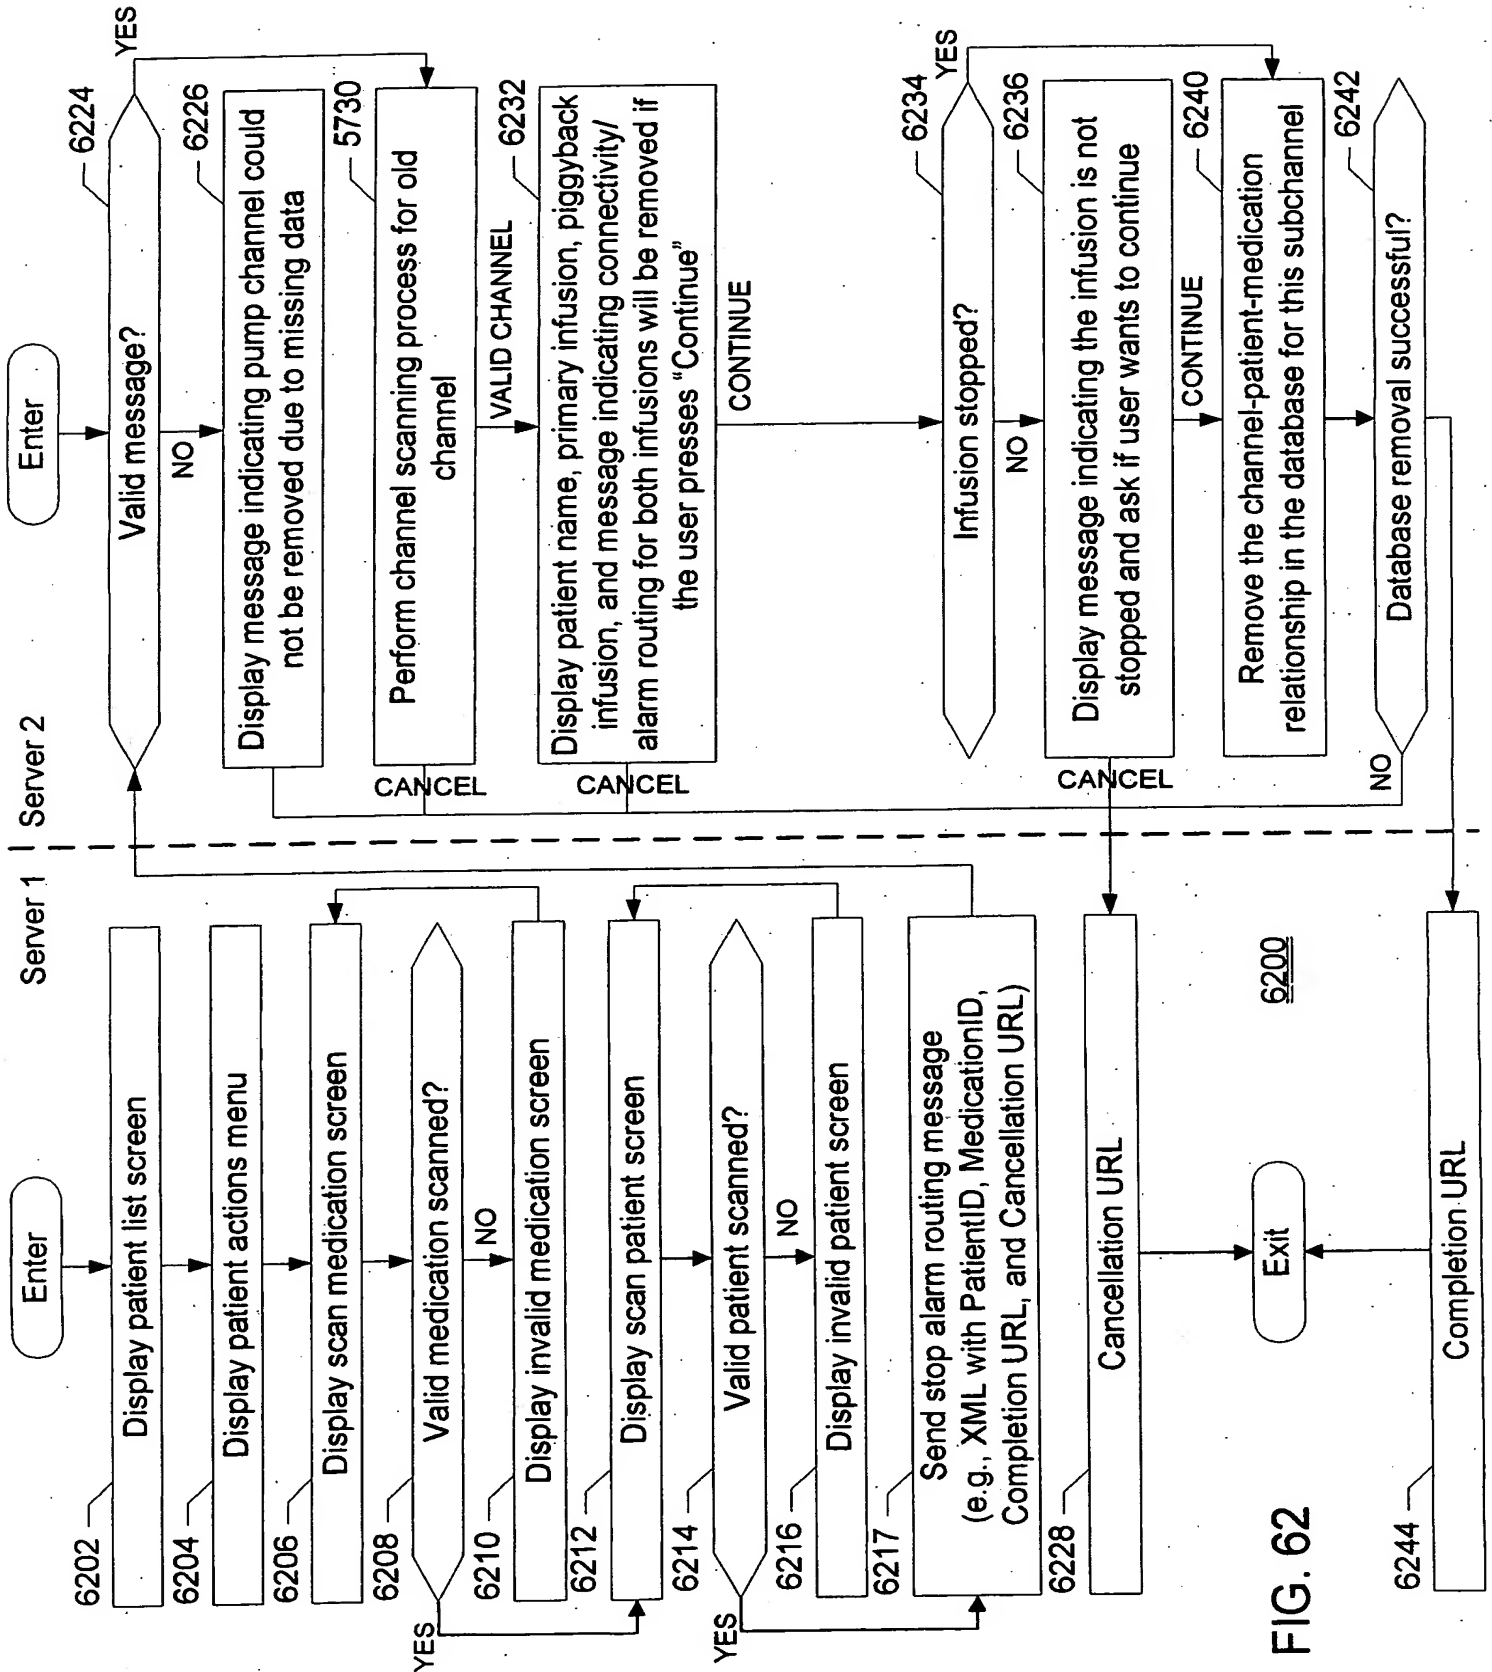 Server 1
Server 2
Enter
6202
Display patient list screen
6204
Display patient actions menu
6206
Display scan medication screen
6208
Valid medication scanned?
YES
NO
6210
Display invalid medication screen
6212
Display scan patient screen
6214
Valid patient scanned?
YES
NO
6216
Display invalid patient screen
6217
Send stop alarm routing message
(e.g., XML with PatientID, MedicationID,
Completion URL, and Cancellation URL)
6228
Cancellation URL
Exit
6244
Completion URL
Enter
6224
Valid message?
YES
NO
6226
Display message indicating pump channel could
not be removed due to missing data
5730
Perform channel scanning process for old
channel
CANCEL
VALID CHANNEL
6232
Display patient name, primary infusion, piggyback
infusion, and message indicating connectivity/
alarm routing for both infusions will be removed if
the user presses "Continue"
CANCEL
CONTINUE
6234
Infusion stopped?
YES
NO
6236
Display message indicating the infusion is not
stopped and ask if user wants to continue
CANCEL
CONTINUE
6240
Remove the channel-patient-medication
relationship in the database for this subchannel
6242
Database removal successful?
NO
6200
FIG. 62